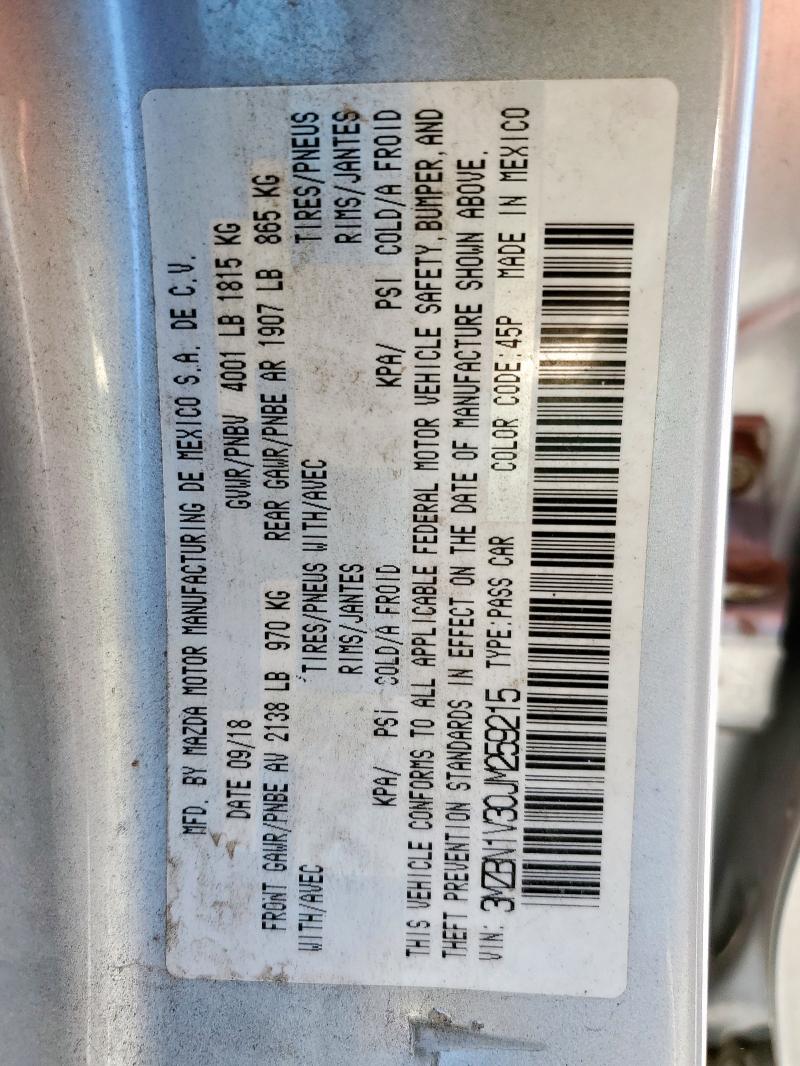 MFD. BY MAZDA MOTOR MANUFACTURING DE MEXICO S.A. DE C.V.
DATE 09/18 GVWR/PNBV 4001 LB 1815 KG
FRONT GAWR/PNBE AV 2138 LB 970 KG REAR GAWR/PNBE AR 1907 LB 865 KG
WITH/AVEC TIRES/PNEUS WITH/AVEC TIRES/PNEUS
RIMS/JANTES RIMS/JANTES
KPA/ PSI COLD/A FROID KPA/ PSI COLD/A FROID
THIS VEHICLE CONFORMS TO ALL APPLICABLE FEDERAL MOTOR VEHICLE SAFETY, BUMPER, AND
THEFT PREVENTION STANDARDS IN EFFECT ON THE DATE OF MANUFACTURE SHOWN ABOVE.
VIN: 3MZBN1V30JM259215 TYPE:PASS CAR COLOR CODE:45P MADE IN MEXICO